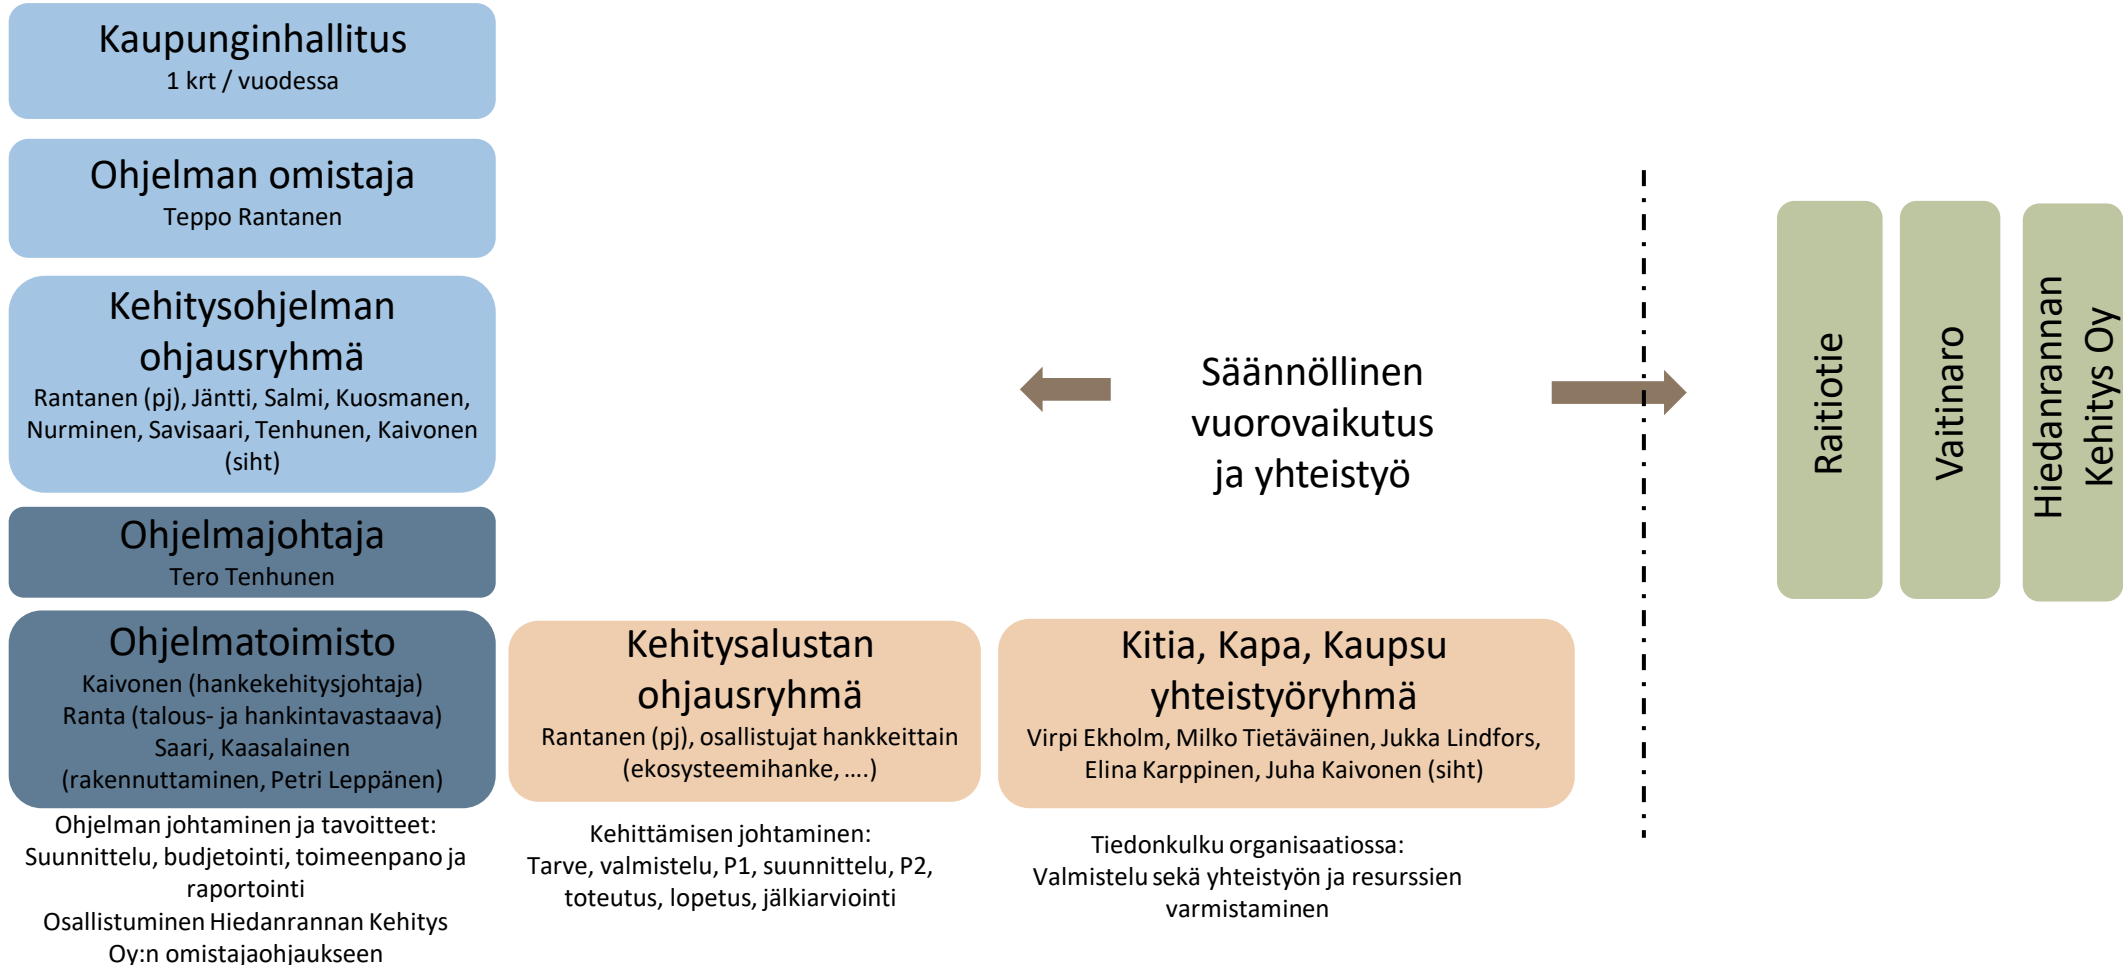 Kaupunginhallitus
1 krt / vuodessa
Ohjelman omistaja
Teppo Rantanen
Kehitysohjelman
ohjausryhmä
Rantanen (pj), Jäntti, Salmi, Kuosmanen,
Nurminen, Savisaari, Tenhunen, Kaivonen
(siht)
Ohjelmajohtaja
Tero Tenhunen
Ohjelmatoimisto
Kaivonen (hankekehitysjohtaja)
Ranta (talous- ja hankintavastaava)
Saari, Kaasalainen
(rakennuttaminen, Petri Leppänen)
Ohjelman johtaminen ja tavoitteet:
Suunnittelu, budjetointi, toimeenpano ja
raportointi
Osallistuminen Hiedanrannan Kehitys
Oy:n omistajaohjaukseen
Kehitysalustan
ohjausryhmä
Rantanen (pj), osallistujat hankkeittain
(ekosysteemihanke, ....)
Kehittämisen johtaminen:
Tarve, valmistelu, P1, suunnittelu, P2,
toteutus, lopetus, jälkiarviointi
Kitia, Kapa, Kaupsu
yhteistyöryhmä
Virpi Ekholm, Milko Tietäväinen, Jukka Lindfors,
Elina Karppinen, Juha Kaivonen (siht)
Tiedonkulku organisaatiossa:
Valmistelu sekä yhteistyön ja resurssien
varmistaminen
Säännöllinen
vuorovaikutus
ja yhteistyö
Raitiotie
Vaitinaro
Hiedanrannan
Kehitys Oy